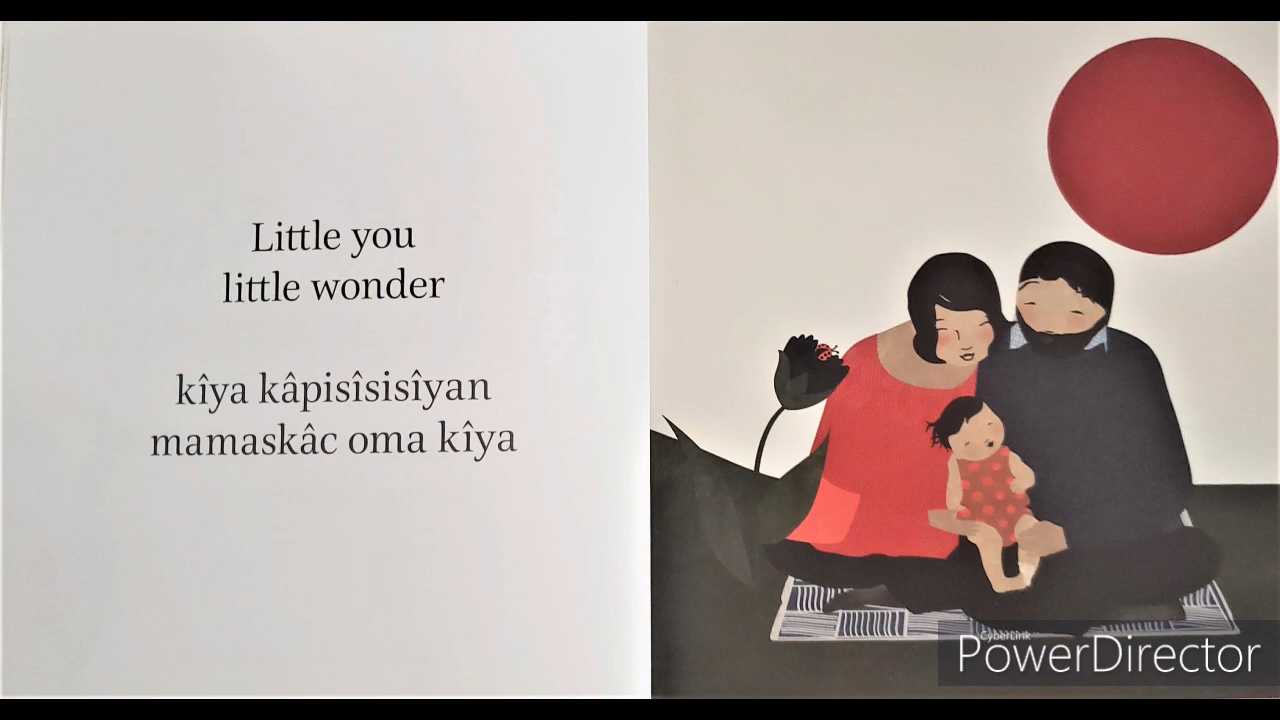 Little you
little wonder
kîya kâpisîsisîyan
mamaskâc oma kîya
CyberLink
PowerDirector